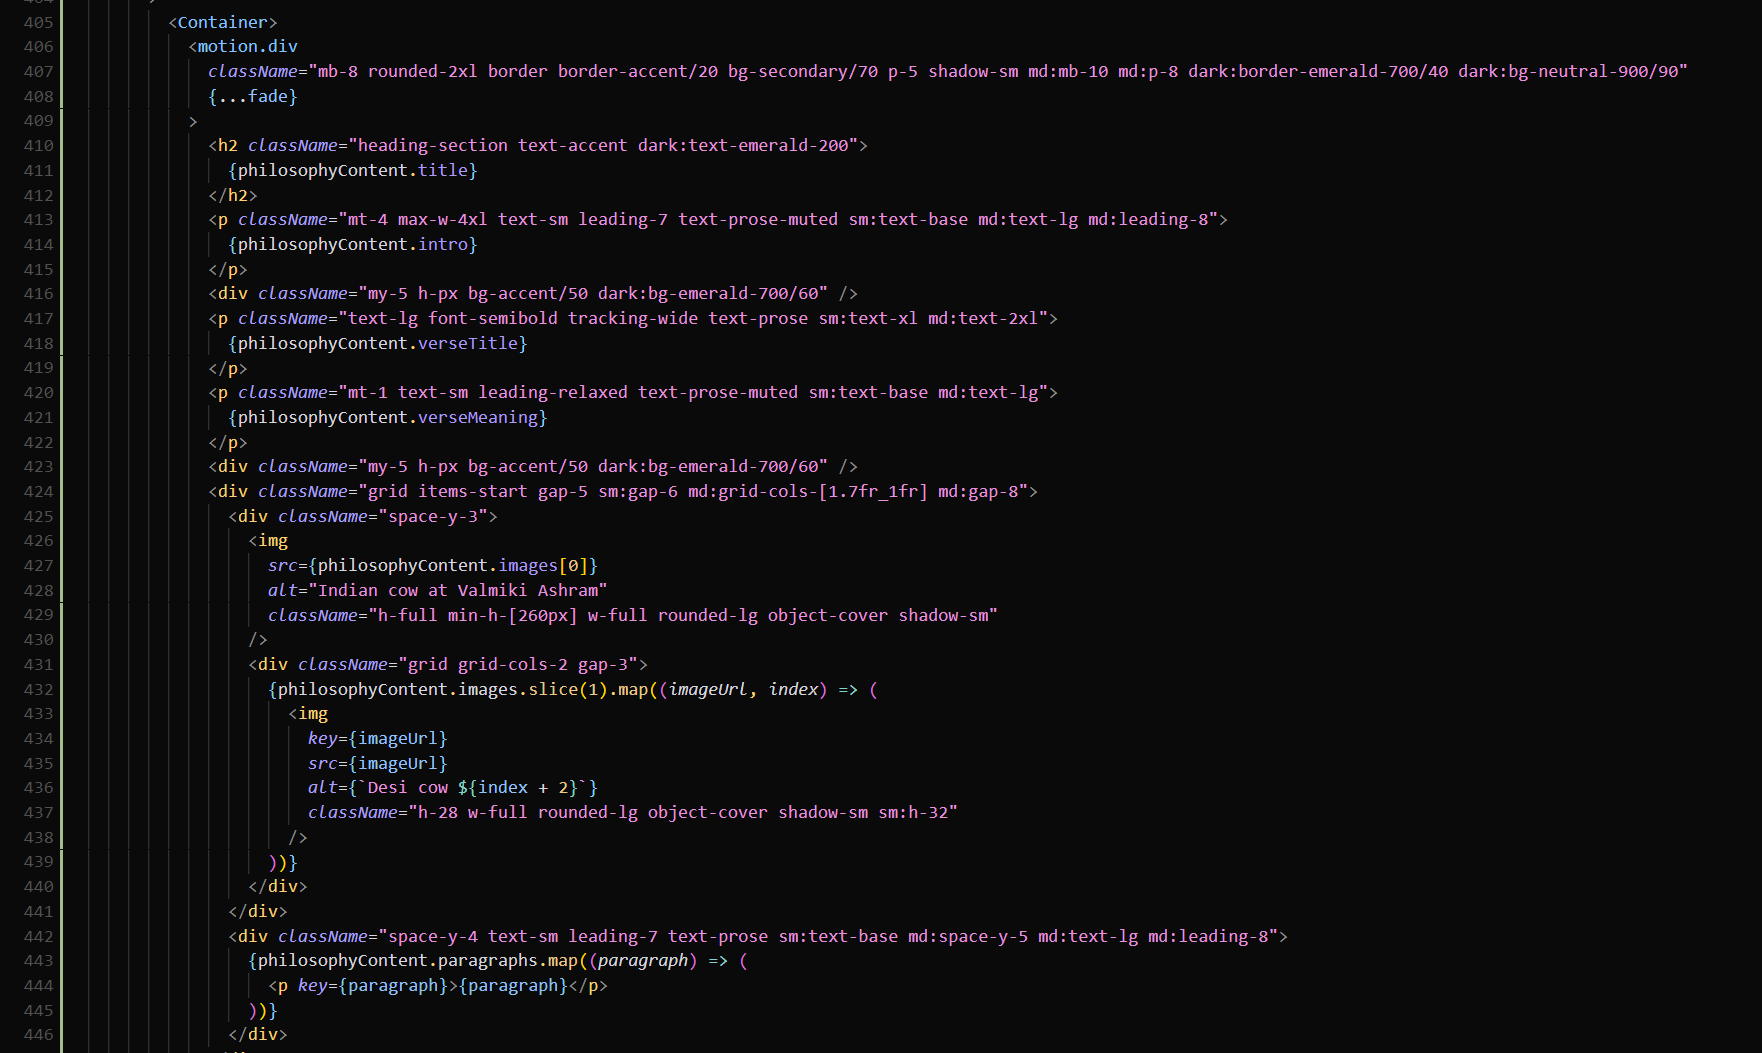 405 <Container>
406 <motion.div
407 className="mb-8 rounded-2xl border border-accent/20 bg-secondary/70 p-5 shadow-sm md:mb-10 md:p-8 dark:border-emerald-700/40 dark:bg-neutral-900/90"
408 {...fade}
409 >
410 <h2 className="heading-section text-accent dark:text-emerald-200">
411 {philosophyContent.title}
412 </h2>
413 <p className="mt-4 max-w-4xl text-sm leading-7 text-prose-muted sm:text-base md:text-lg md:leading-8">
414 {philosophyContent.intro}
415 </p>
416 <div className="my-5 h-px bg-accent/50 dark:bg-emerald-700/60" />
417 <p className="text-lg font-semibold tracking-wide text-prose sm:text-xl md:text-2xl">
418 {philosophyContent.verseTitle}
419 </p>
420 <p className="mt-1 text-sm leading-relaxed text-prose-muted sm:text-base md:text-lg">
421 {philosophyContent.verseMeaning}
422 </p>
423 <div className="my-5 h-px bg-accent/50 dark:bg-emerald-700/60" />
424 <div className="grid items-start gap-5 sm:gap-6 md:grid-cols-[1.7fr_1fr] md:gap-8">
425 <div className="space-y-3">
426 <img
427 src={philosophyContent.images[0]}
428 alt="Indian cow at Valmiki Ashram"
429 className="h-full min-h-[260px] w-full rounded-lg object-cover shadow-sm"
430 />
431 <div className="grid grid-cols-2 gap-3">
432 {philosophyContent.images.slice(1).map((imageUrl, index) => (
433 <img
434 key={imageUrl}
435 src={imageUrl}
436 alt={`Desi cow ${index + 2}`}
437 className="h-28 w-full rounded-lg object-cover shadow-sm sm:h-32"
438 />
439 ))}
440 </div>
441 </div>
442 <div className="space-y-4 text-sm leading-7 text-prose sm:text-base md:space-y-5 md:text-lg md:leading-8">
443 {philosophyContent.paragraphs.map((paragraph) => (
444 <p key={paragraph}>{paragraph}</p>
445 ))}
446 </div>